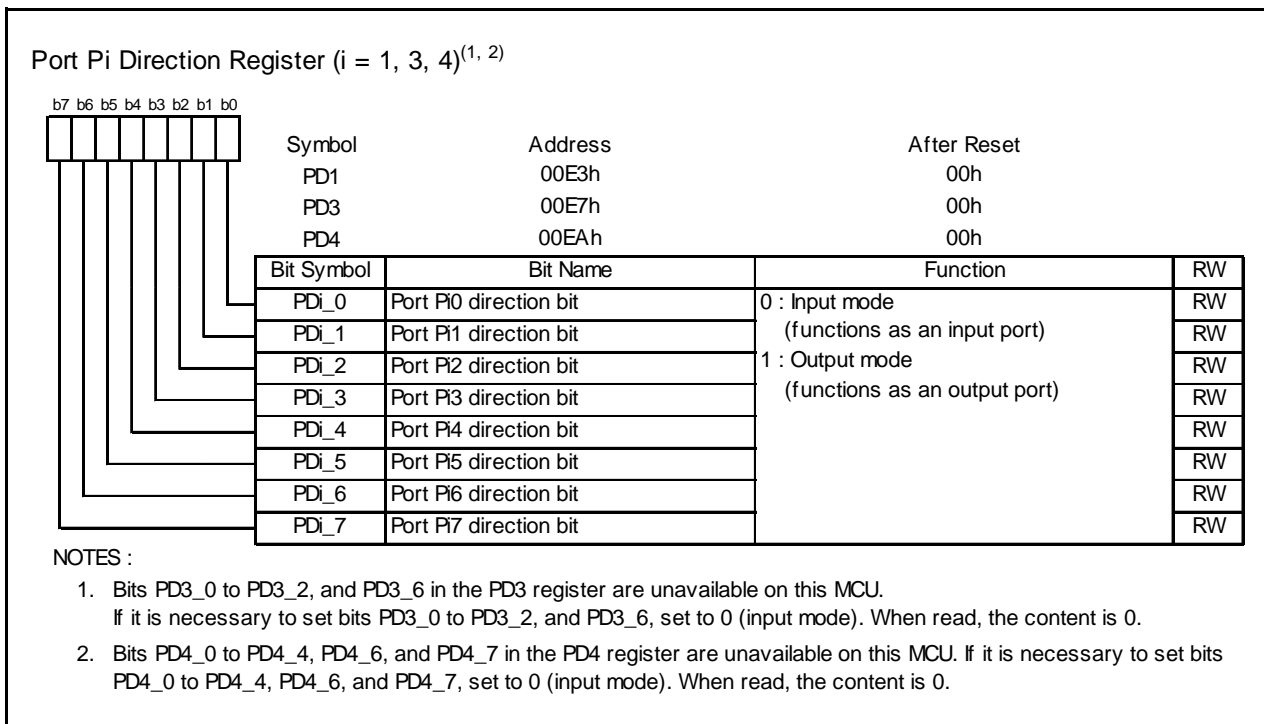 Port Pi Direction Register (i = 1, 3, 4)(1, 2)
b7 b6 b5 b4 b3 b2 b1 b0
Symbol Address After Reset
PD1 00E3h 00h
PD3 00E7h 00h
PD4 00EAh 00h
Bit Symbol Bit Name Function RW
PDi_0 Port Pi0 direction bit 0 : Input mode RW
PDi_1 Port Pi1 direction bit (functions as an input port) RW
PDi_2 Port Pi2 direction bit 1 : Output mode RW
PDi_3 Port Pi3 direction bit (functions as an output port) RW
PDi_4 Port Pi4 direction bit RW
PDi_5 Port Pi5 direction bit RW
PDi_6 Port Pi6 direction bit RW
PDi_7 Port Pi7 direction bit RW
NOTES :
1. Bits PD3_0 to PD3_2, and PD3_6 in the PD3 register are unavailable on this MCU.
If it is necessary to set bits PD3_0 to PD3_2, and PD3_6, set to 0 (input mode). When read, the content is 0.
2. Bits PD4_0 to PD4_4, PD4_6, and PD4_7 in the PD4 register are unavailable on this MCU. If it is necessary to set bits
PD4_0 to PD4_4, PD4_6, and PD4_7, set to 0 (input mode). When read, the content is 0.